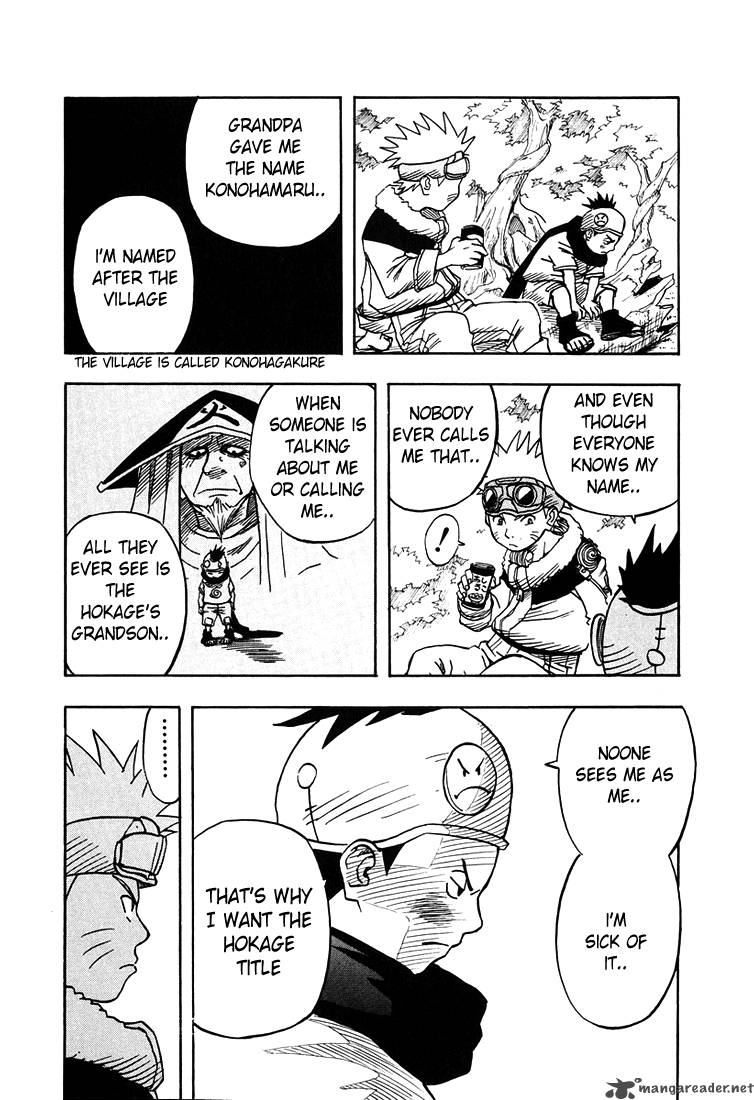 GRANDPA
GAVE ME
THE NAME
KONOHAMARU..
I'M NAMED
AFTER THE
VILLAGE
THE VILLAGE IS CALLED KONOHAGAKURE
AND EVEN
THOUGH
EVERYONE
KNOWS MY
NAME..
NOBODY
EVER CALLS
ME THAT..
!
WHEN
SOMEONE IS
TALKING
ABOUT ME
OR CALLING
ME..
火
ALL THEY
EVER SEE IS
THE
HOKAGE'S
GRANDSON..
NOONE
SEES ME AS
ME..
I'M
SICK OF
IT..
THAT'S WHY
I WANT THE
HOKAGE
TITLE
........
mangareader.net